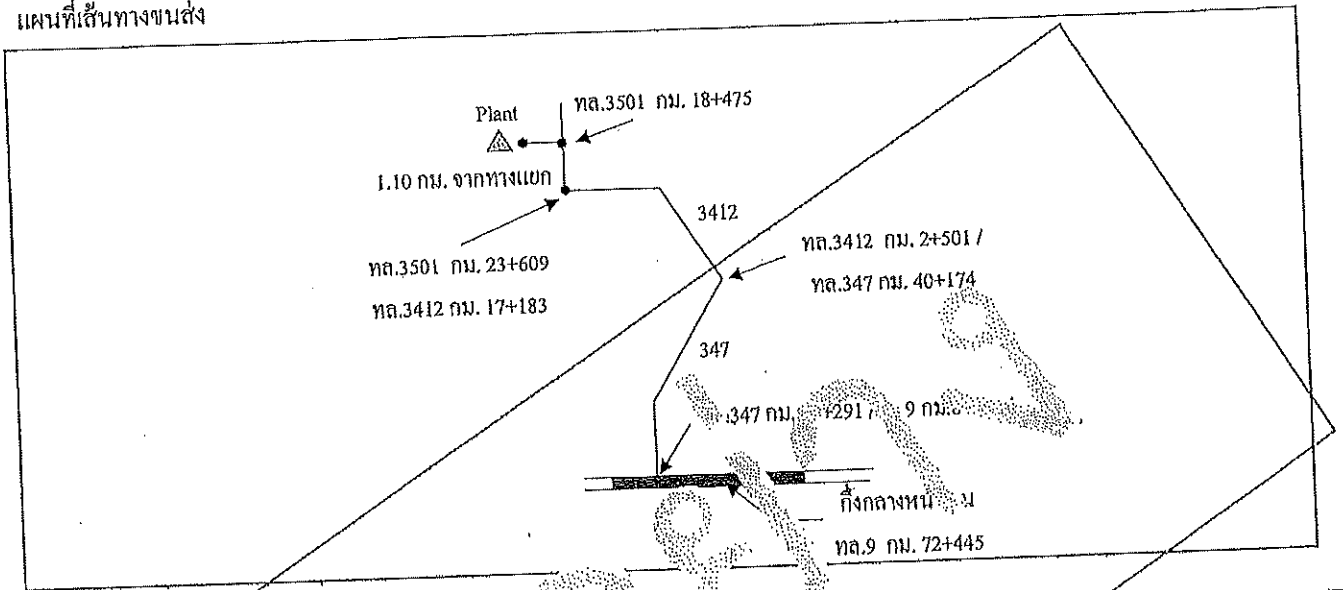 แผนที่เส้นทางขนส่ง
Plant
ทล.3501 กม. 18+475
1.10 กม. จากทางแยก
3412
ทล.3501 กม. 23+609
ทล.3412 กม. 17+183
ทล.3412 กม. 2+501 /
ทล.347 กม. 40+174
347
347 กม. +291 / 9 กม.
กึ่งกลางหน
ทล.9 กม. 72+445